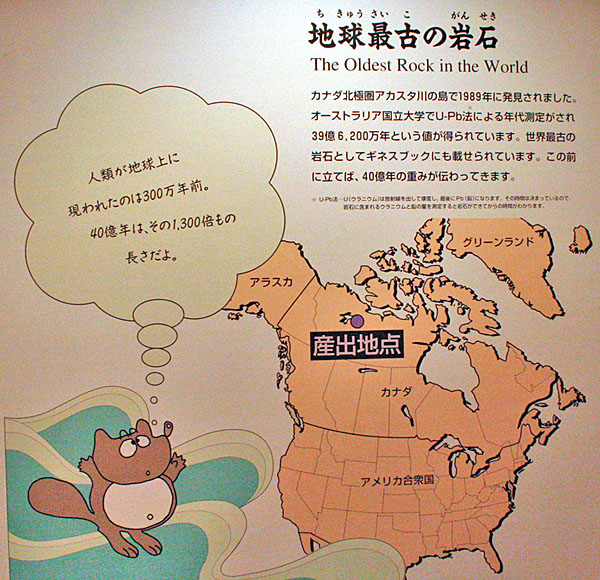 ち きゅう さい こ がん せき
地球最古の岩石
The Oldest Rock in the World
カナダ北極圏アカスタ川の島で1989年に発見されました。
オーストラリア国立大学でU-Pb法による年代測定がされ
39億6,200万年という値が得られています。世界最古の
岩石としてギネスブックにも載せられています。この前
に立てば、40億年の重みが伝わってきます。
※ U-Pb法…U(ウラニウム)は放射線を出して壊変し、最後にPb(鉛)になります。その時間は決まっているので、
岩石に含まれるウラニウムと鉛の量を測定すると岩石ができてからの時間がわかります。
人類が地球上に
現われたのは300万年前。
40億年は、その1,300倍もの
長さだよ。
グリーンランド
アラスカ
産出地点
カナダ
アメリカ合衆国